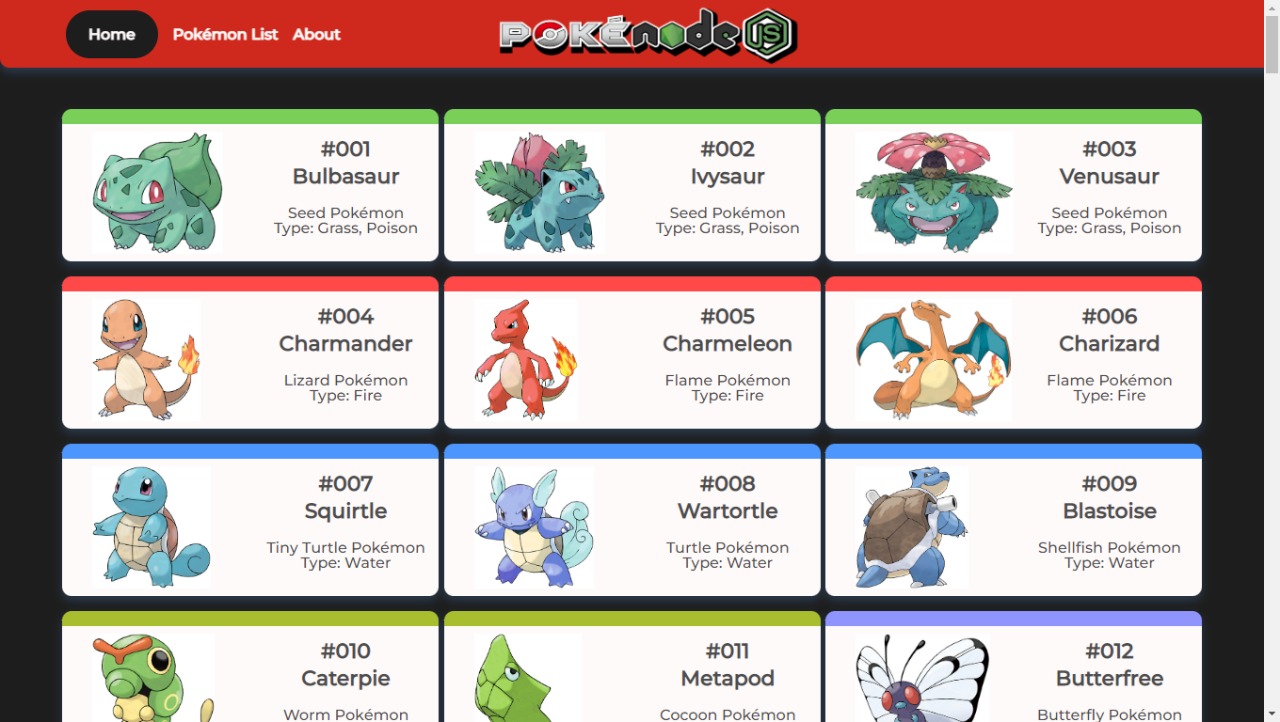 Home Pokémon List About POKÉnodeJS
#001 #002 #003
Bulbasaur Ivysaur Venusaur
Seed Pokémon Seed Pokémon Seed Pokémon
Type: Grass, Poison Type: Grass, Poison Type: Grass, Poison
#004 #005 #006
Charmander Charmeleon Charizard
Lizard Pokémon Flame Pokémon Flame Pokémon
Type: Fire Type: Fire Type: Fire
#007 #008 #009
Squirtle Wartortle Blastoise
Tiny Turtle Pokémon Turtle Pokémon Shellfish Pokémon
Type: Water Type: Water Type: Water
#010 #011 #012
Caterpie Metapod Butterfree
Worm Pokémon Cocoon Pokémon Butterfly Pokémon